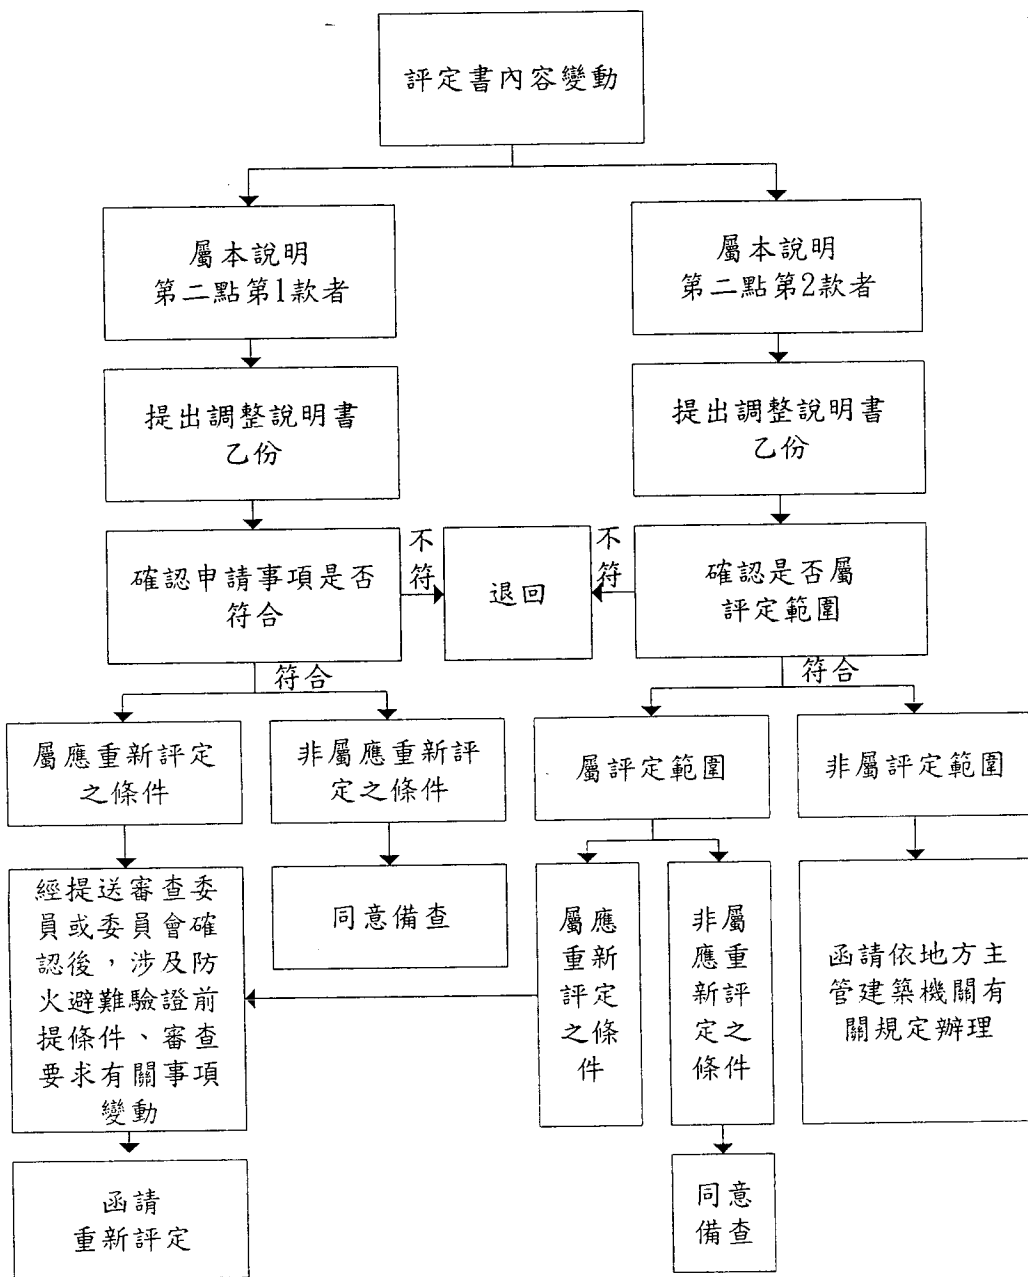 評定書內容變動
屬本說明
第二點第1款者
屬本說明
第二點第2款者
提出調整說明書
乙份
提出調整說明書
乙份
確認申請事項是否
符合
不
符
退回
不
符
確認是否屬
評定範圍
符合
符合
屬應重新評定
之條件
非屬應重新評
定之條件
屬評定範圍
非屬評定範圍
經提送審查委
員或委員會確
認後，涉及防
火避難驗證前
提條件、審查
要求有關事項
變動
同意備查
屬應
重新
評定
之條
件
非屬
應重
新評
定之
條件
函請依地方主
管建築機關有
關規定辦理
函請
重新評定
同意
備查